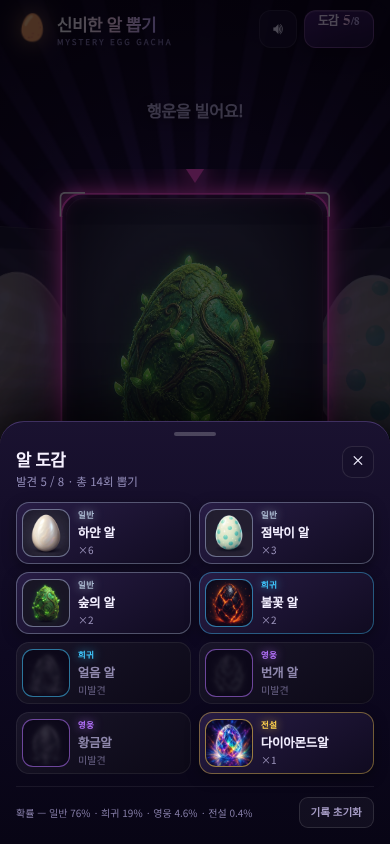 신비한 알 뽑기
MYSTERY EGG GACHA
도감 5/8
행운을 빌어요!
알 도감
발견 5 / 8 · 총 14회 뽑기
일반
하얀 알
×6
일반
점박이 알
×3
일반
숲의 알
×2
희귀
불꽃 알
×2
희귀
얼음 알
미발견
영웅
번개 알
미발견
영웅
황금알
미발견
전설
다이아몬드알
×1
확률 — 일반 76% · 희귀 19% · 영웅 4.6% · 전설 0.4%
기록 초기화